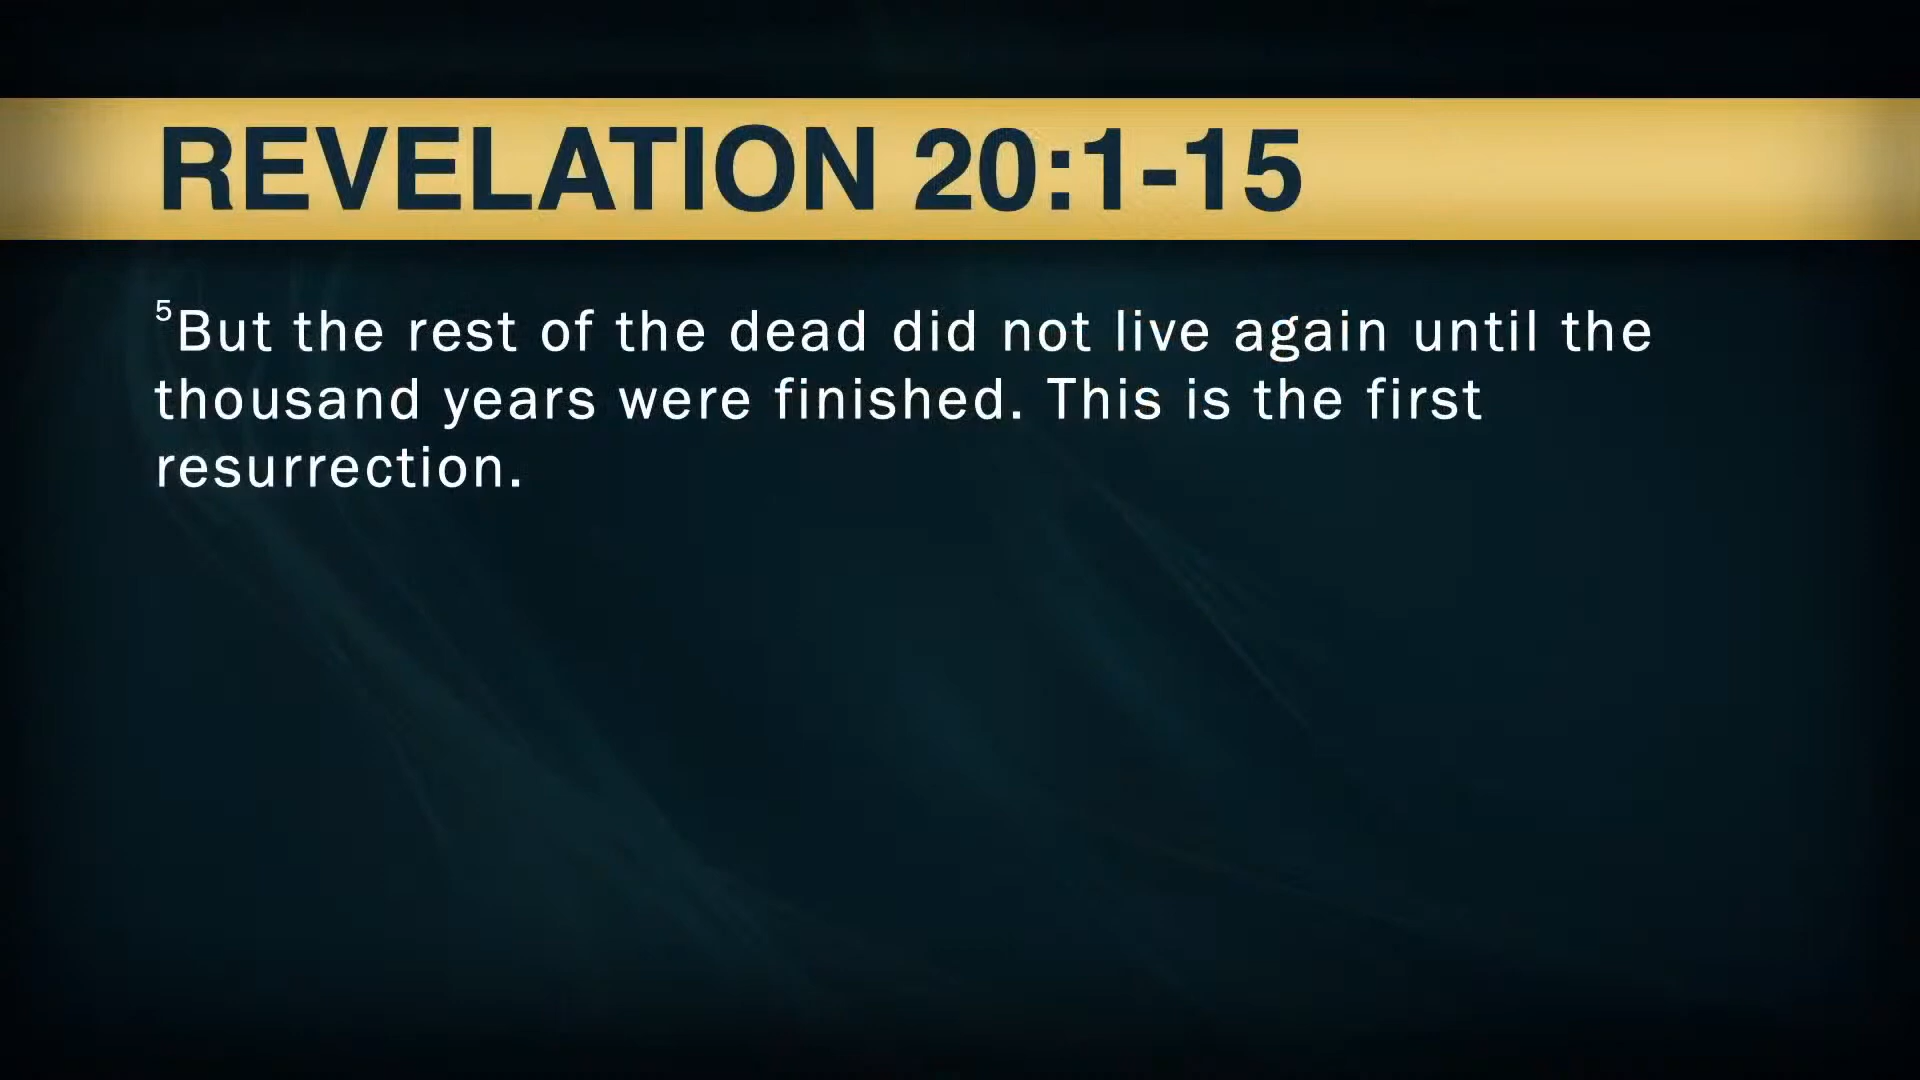 REVELATION 20:1-15
⁵But the rest of the dead did not live again until the
thousand years were finished. This is the first
resurrection.